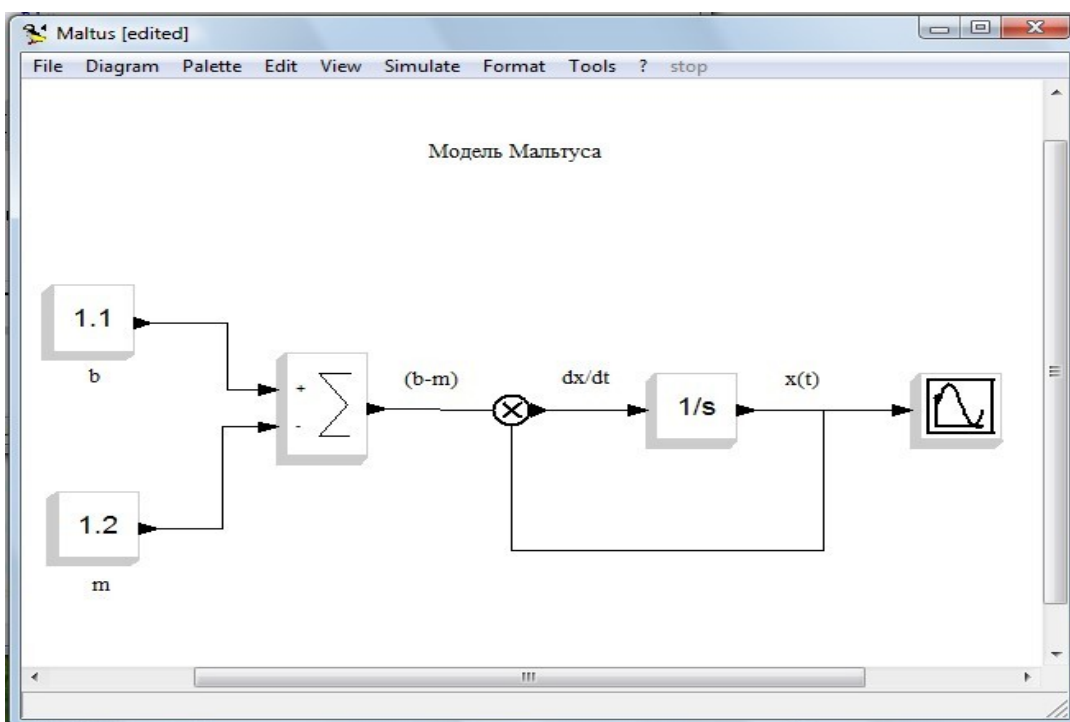 Maltus [edited]
File Diagram Palette Edit View Simulate Format Tools ? stop
Модель Мальтуса
1.1
b
+
-
(b-m)
dx/dt
1/s
x(t)
1.2
m